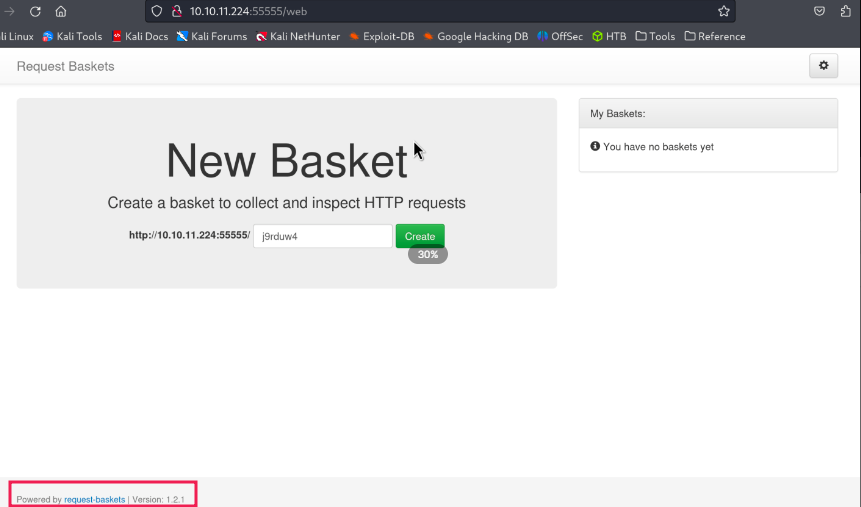 10.10.11.224:55555/web
li Linux Kali Tools Kali Docs Kali Forums Kali NetHunter Exploit-DB Google Hacking DB OffSec HTB Tools Reference
Request Baskets
New Basket
Create a basket to collect and inspect HTTP requests
http://10.10.11.224:55555/ j9rduw4 Create
30%
My Baskets:
You have no baskets yet
Powered by request-baskets | Version: 1.2.1